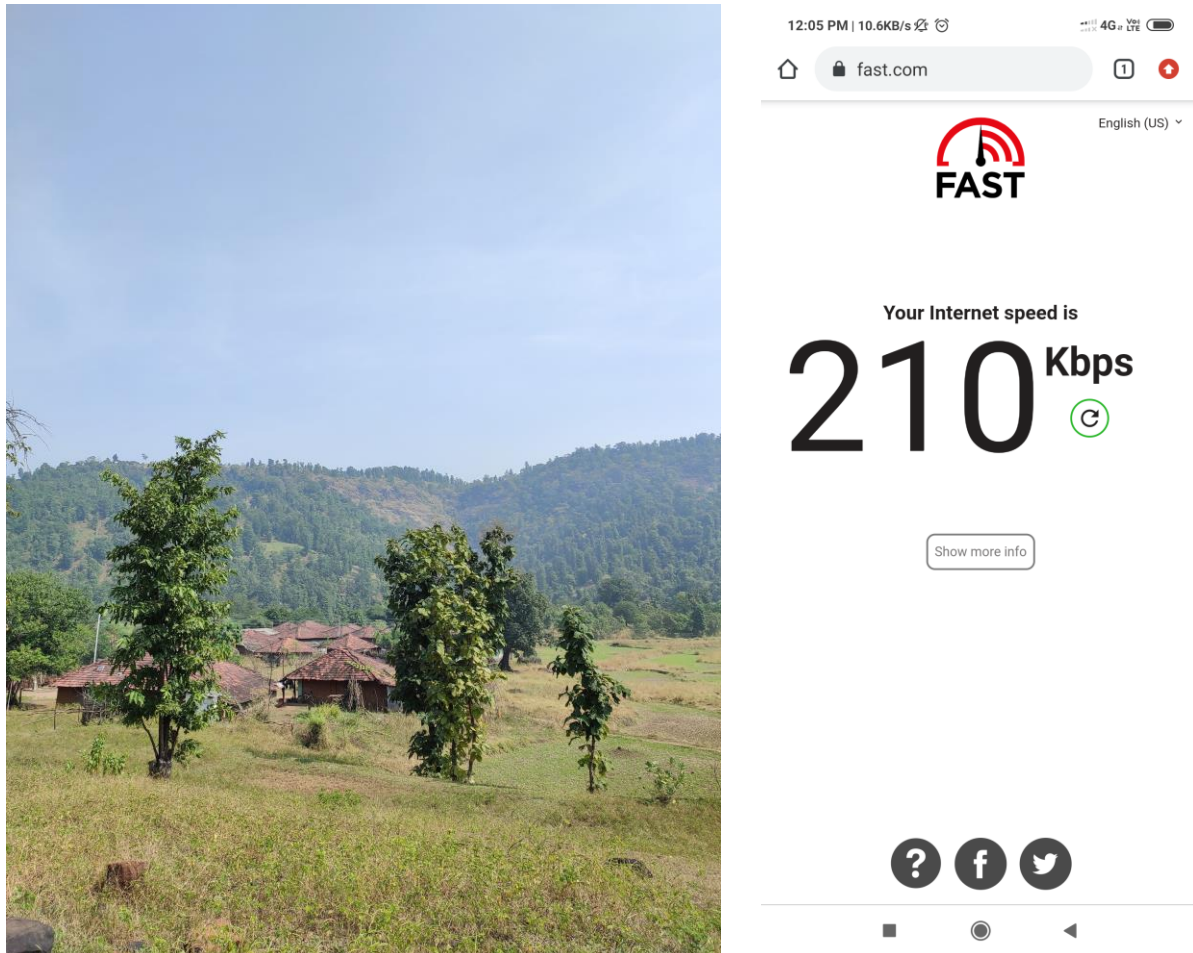 12:05 PM | 10.6KB/s 4G Vo LTE
fast.com 1
English (US)
FAST
Your Internet speed is
210 Kbps
Show more info
?
f